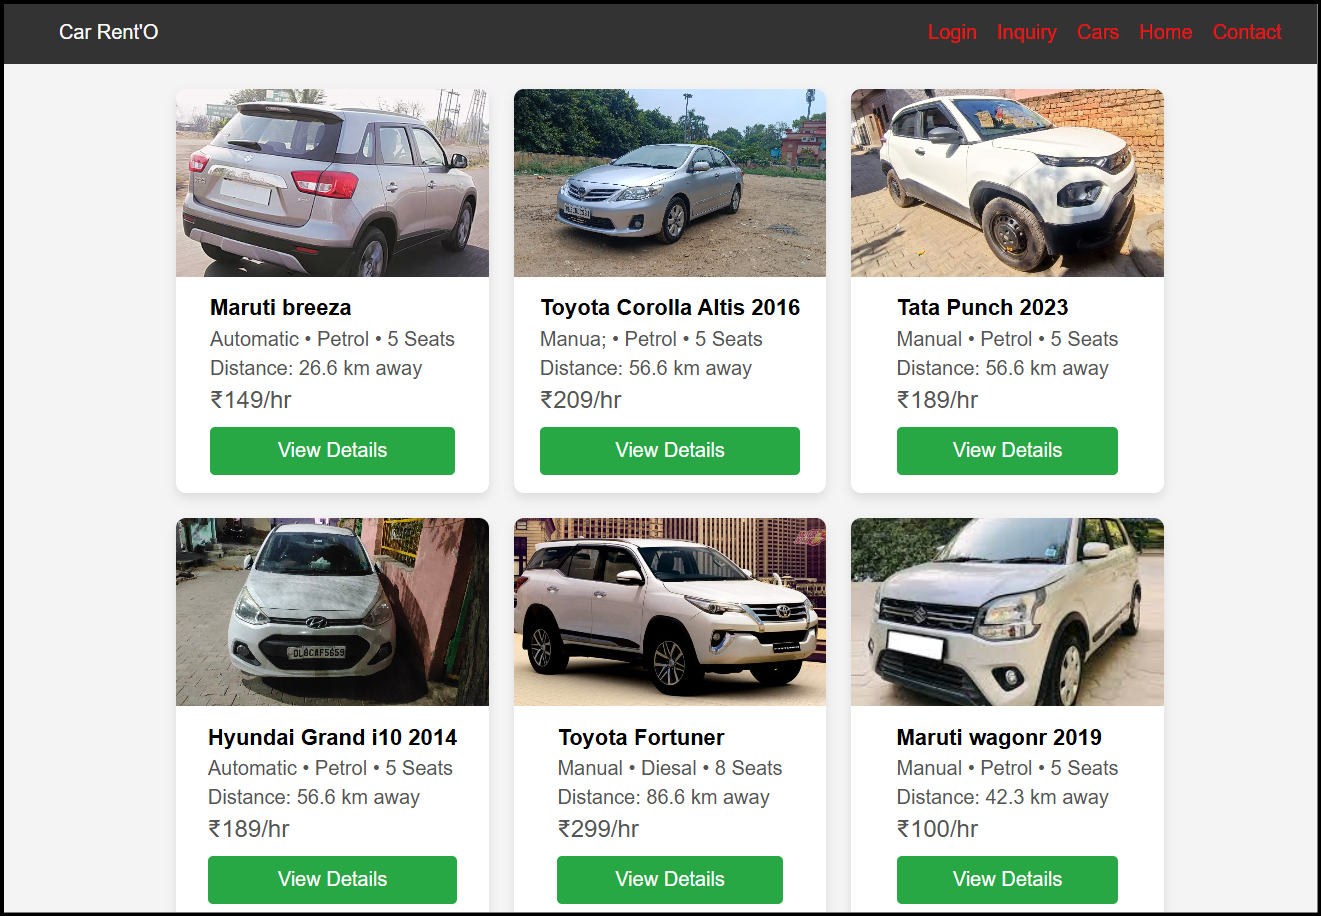 Car Rent'O
Login Inquiry Cars Home Contact
Maruti breeza
Automatic • Petrol • 5 Seats
Distance: 26.6 km away
₹149/hr
View Details
Toyota Corolla Altis 2016
Manua; • Petrol • 5 Seats
Distance: 56.6 km away
₹209/hr
View Details
Tata Punch 2023
Manual • Petrol • 5 Seats
Distance: 56.6 km away
₹189/hr
View Details
DL8CAF5659
Hyundai Grand i10 2014
Automatic • Petrol • 5 Seats
Distance: 56.6 km away
₹189/hr
View Details
Toyota Fortuner
Manual • Diesal • 8 Seats
Distance: 86.6 km away
₹299/hr
View Details
Maruti wagonr 2019
Manual • Petrol • 5 Seats
Distance: 42.3 km away
₹100/hr
View Details